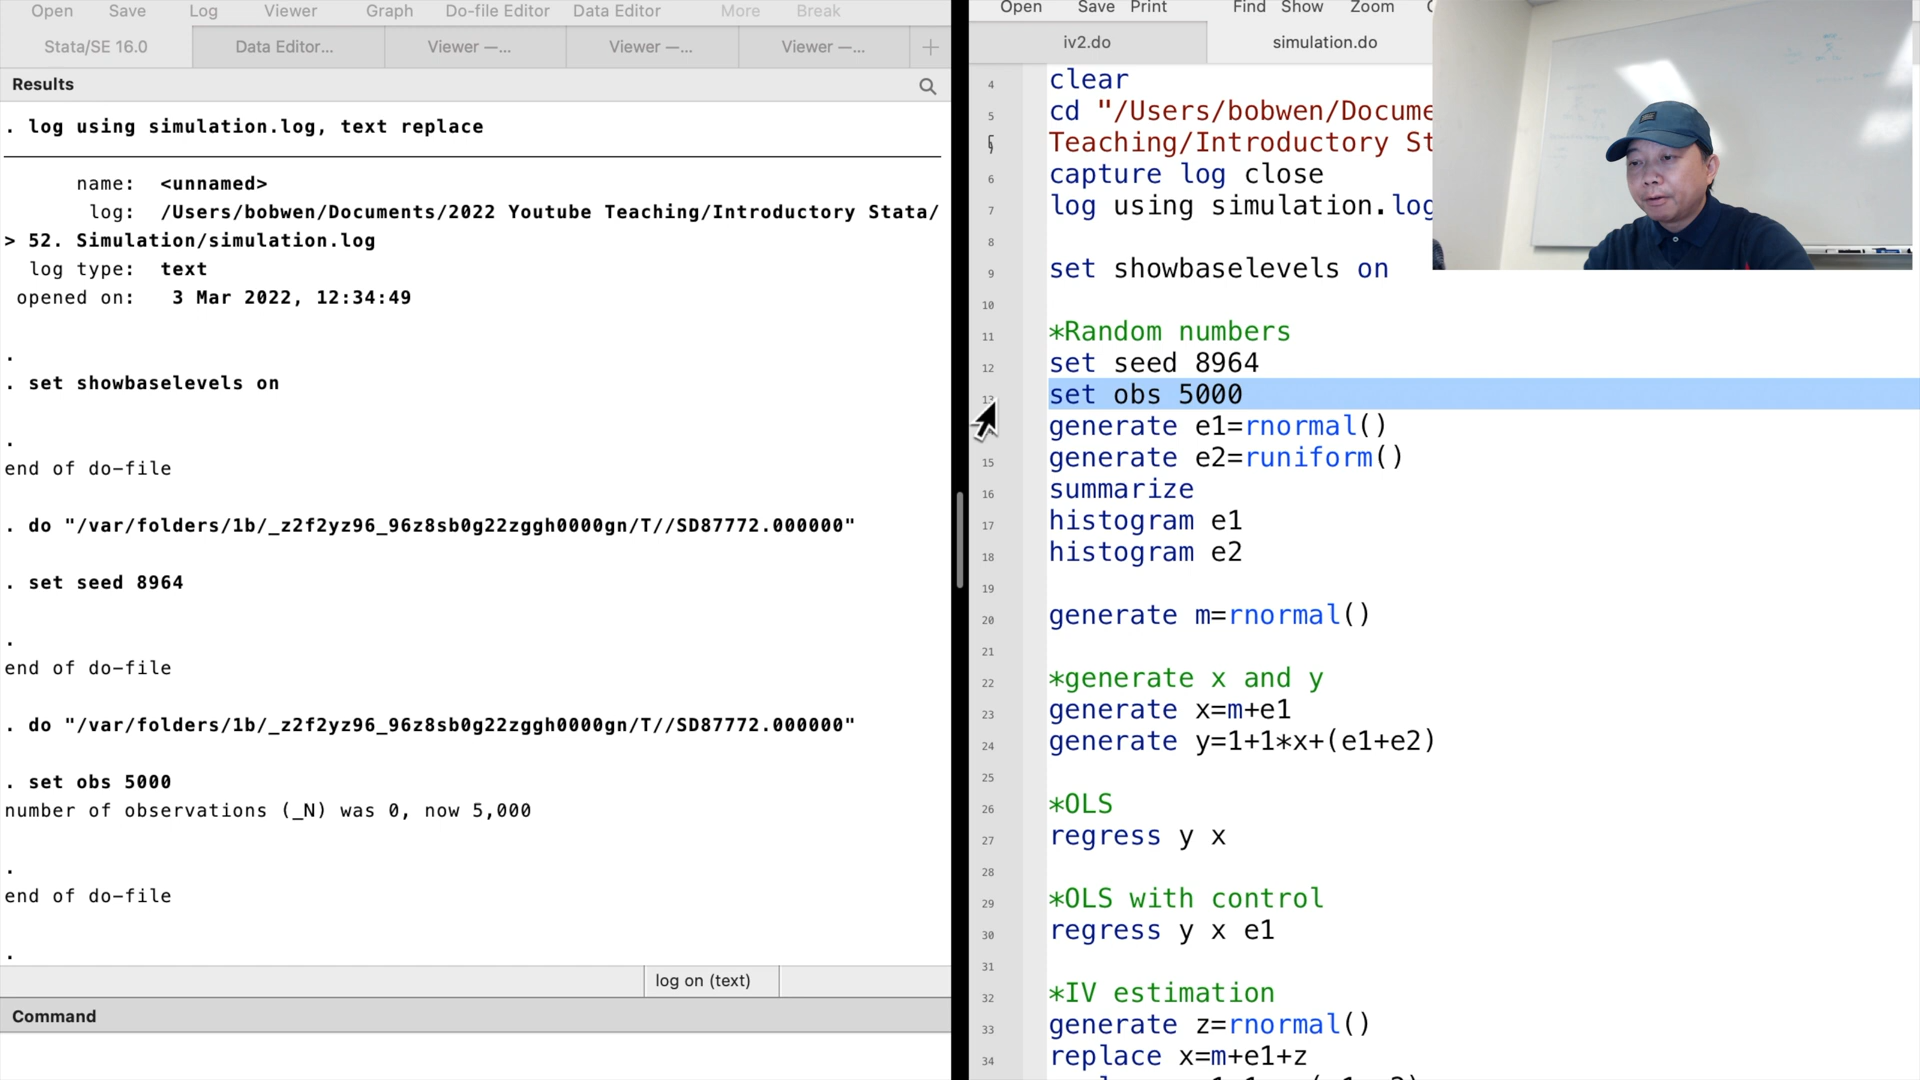 Open Save Log Viewer Graph Do-file Editor Data Editor More Break
Stata/SE 16.0 Data Editor... Viewer —... Viewer —... Viewer —...
Results
. log using simulation.log, text replace
name: <unnamed>
log: /Users/bobwen/Documents/2022 Youtube Teaching/Introductory Stata/
> 52. Simulation/simulation.log
log type: text
opened on: 3 Mar 2022, 12:34:49
.
. set showbaselevels on
.
end of do-file
. do "/var/folders/1b/_z2f2yz96_96z8sb0g22zggh0000gn/T//SD87772.000000"
. set seed 8964
.
end of do-file
. do "/var/folders/1b/_z2f2yz96_96z8sb0g22zggh0000gn/T//SD87772.000000"
. set obs 5000
number of observations (_N) was 0, now 5,000
.
end of do-file
.
log on (text)
Command
Open Save Print Find Show Zoom
iv2.do simulation.do
4 clear
5 cd "/Users/bobwen/Docume
Teaching/Introductory St
6 capture log close
7 log using simulation.log
8
9 set showbaselevels on
10
11 *Random numbers
12 set seed 8964
13 set obs 5000
generate e1=rnormal()
15 generate e2=runiform()
16 summarize
17 histogram e1
18 histogram e2
19
20 generate m=rnormal()
21
22 *generate x and y
23 generate x=m+e1
24 generate y=1+1*x+(e1+e2)
25
26 *OLS
27 regress y x
28
29 *OLS with control
30 regress y x e1
31
32 *IV estimation
33 generate z=rnormal()
34 replace x=m+e1+z